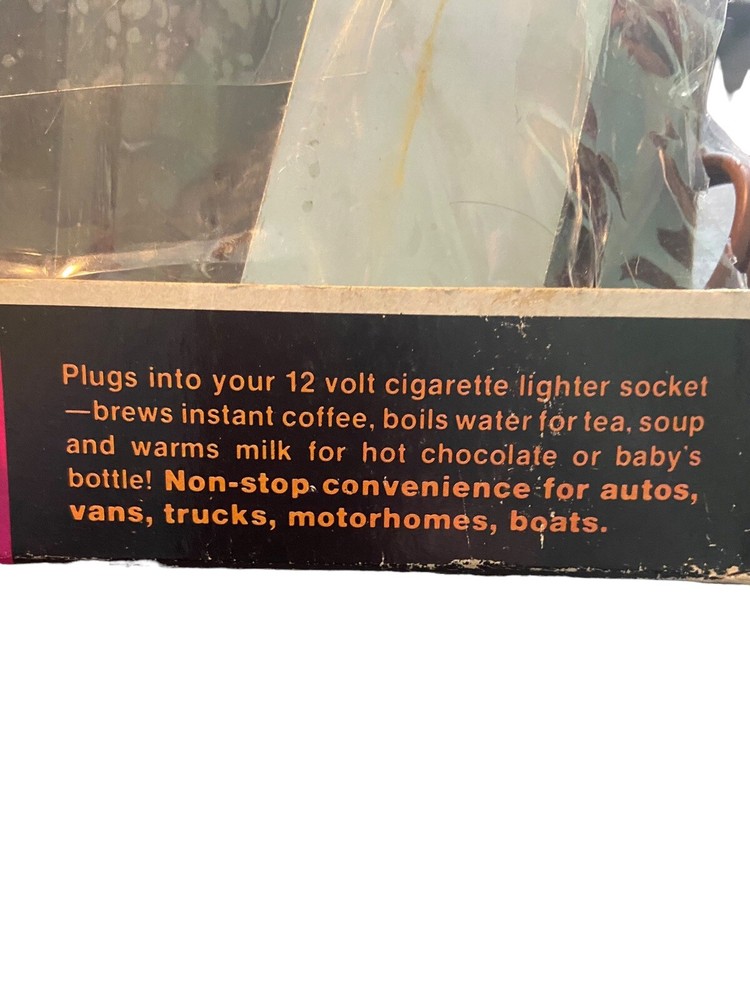 Plugs into your 12 volt cigarette lighter socket
—brews instant coffee, boils water for tea, soup
and warms milk for hot chocolate or baby's
bottle! Non-stop convenience for autos,
vans, trucks, motorhomes, boats.